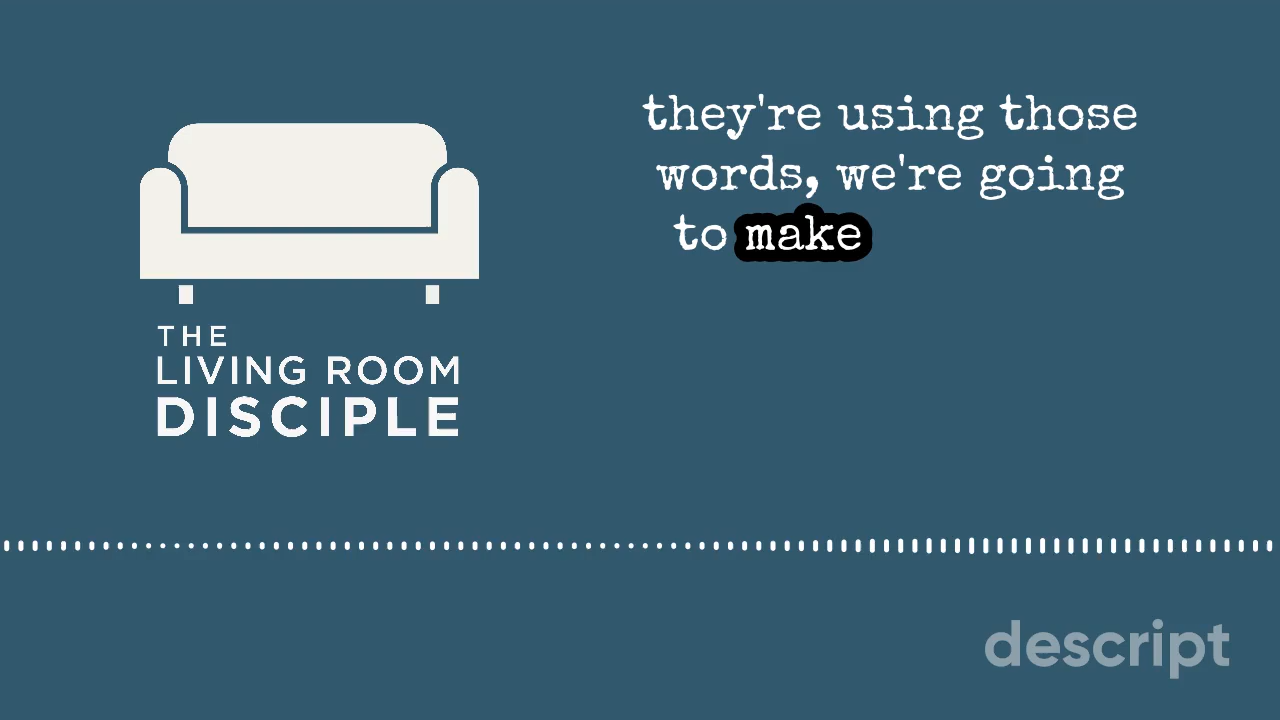 they're using those
words, we're going
to make
THE
LIVING ROOM
DISCIPLE
descript